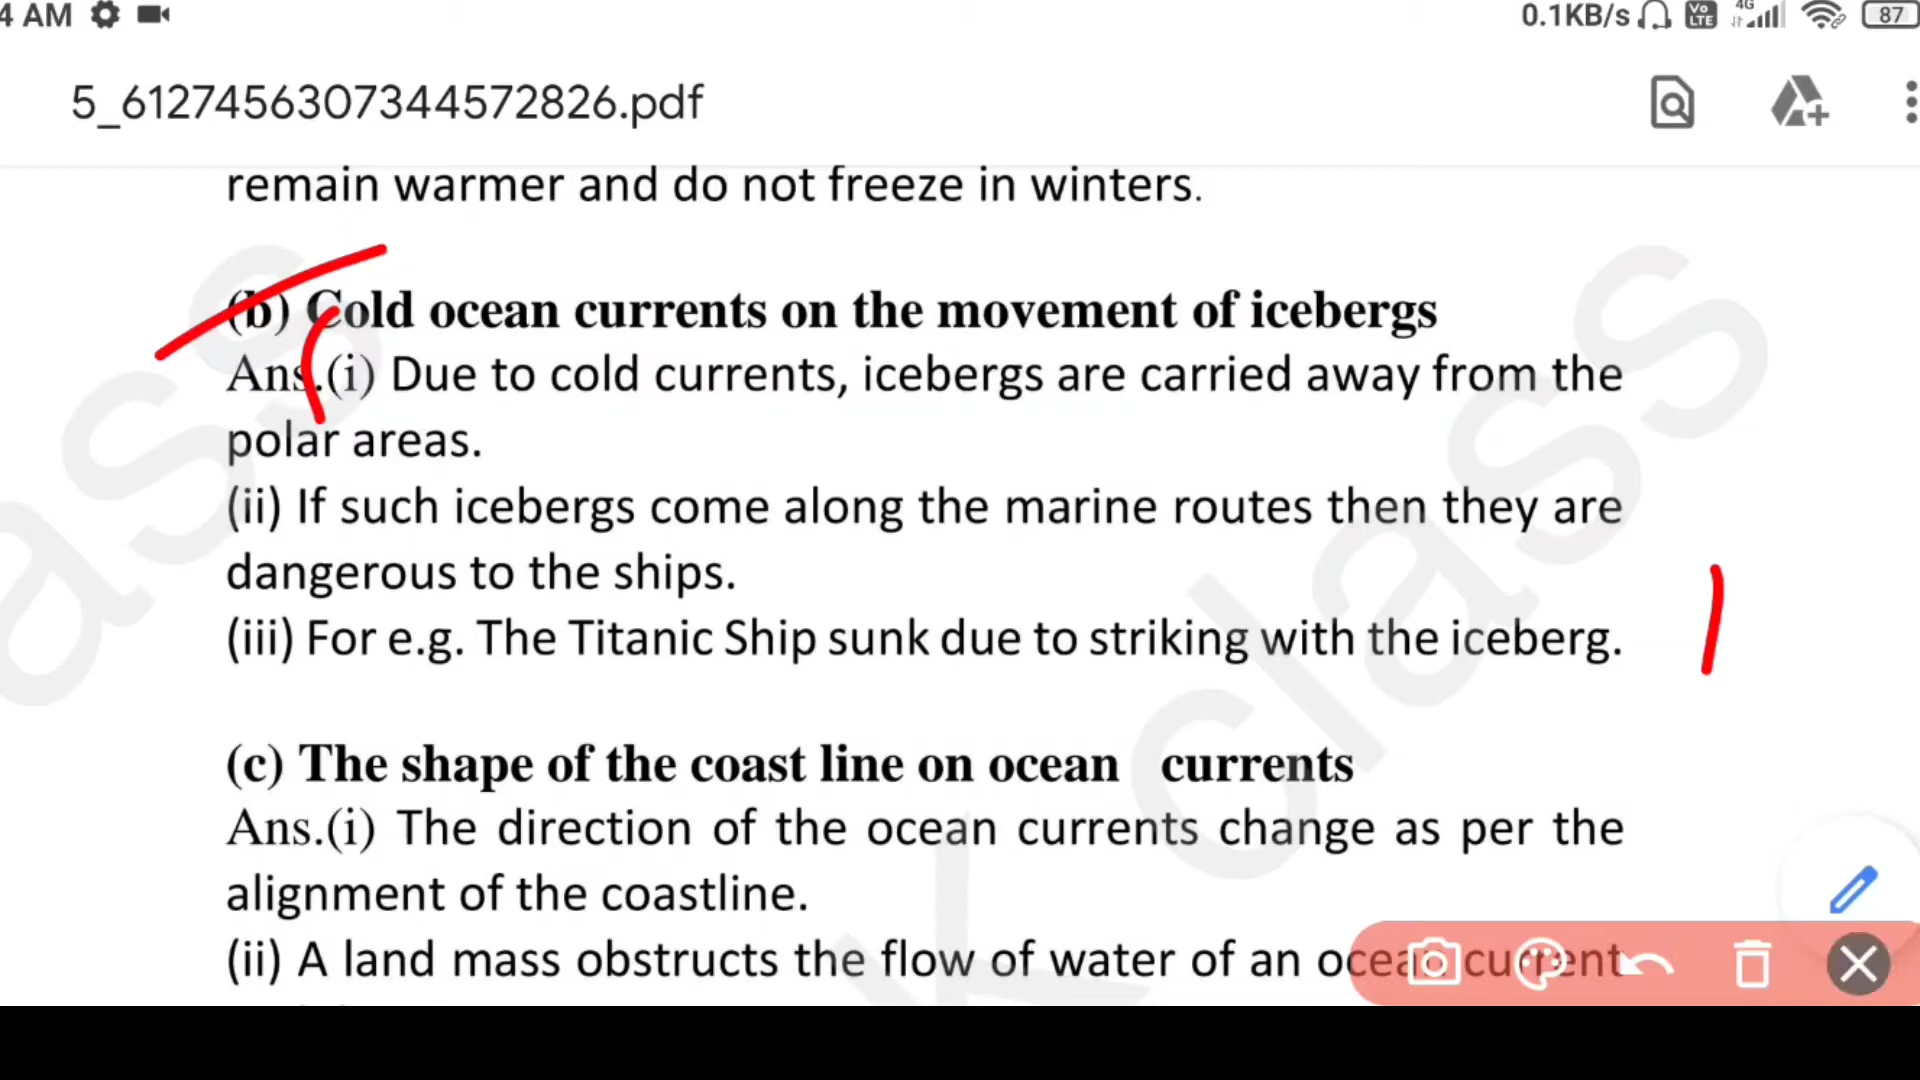 4 AM
0.1KB/s Vo LTE 4G 87
5_6127456307344572826.pdf
remain warmer and do not freeze in winters.
(b) Cold ocean currents on the movement of icebergs
Ans.(i) Due to cold currents, icebergs are carried away from the
polar areas.
(ii) If such icebergs come along the marine routes then they are
dangerous to the ships.
(iii) For e.g. The Titanic Ship sunk due to striking with the iceberg.
(c) The shape of the coast line on ocean currents
Ans.(i) The direction of the ocean currents change as per the
alignment of the coastline.
(ii) A land mass obstructs the flow of water of an ocean current
ass
K class